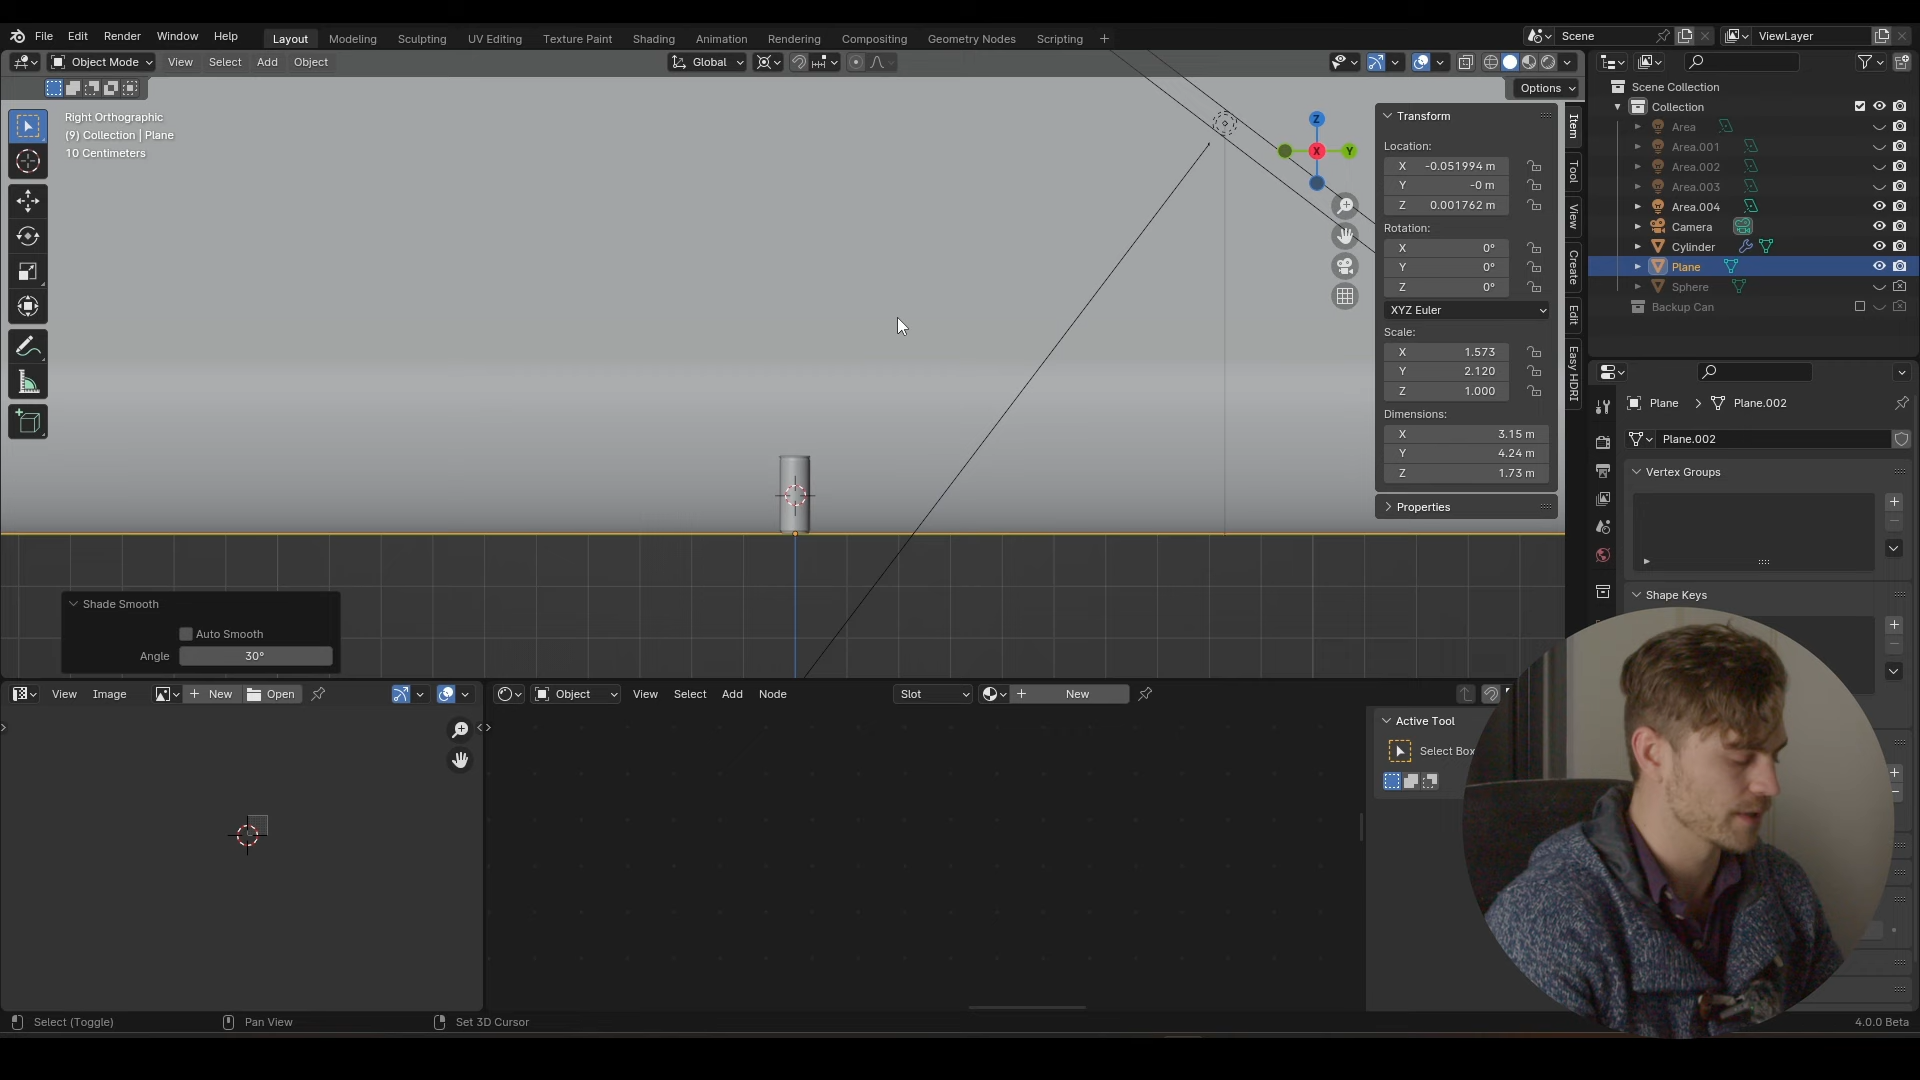 File Edit Render Window Help
Layout Modeling Sculpting UV Editing Texture Paint Shading Animation Rendering Compositing Geometry Nodes Scripting +
Scene
ViewLayer
Object Mode View Select Add Object
Global
Options
Right Orthographic
(9) Collection | Plane
10 Centimeters
Z
X
Y
Transform
Location:
X -0.051994 m
Y -0 m
Z 0.001762 m
Rotation:
X 0°
Y 0°
Z 0°
XYZ Euler
Scale:
X 1.573
Y 2.120
Z 1.000
Dimensions:
X 3.15 m
Y 4.24 m
Z 1.73 m
Properties
Item
Tool
View
Create
Edit
Easy HDRI
Scene Collection
Collection
Area
Area.001
Area.002
Area.003
Area.004
Camera
Cylinder
Plane
Sphere
Backup Can
Plane > Plane.002
Plane.002
Vertex Groups
Shape Keys
Shade Smooth
Auto Smooth
Angle 30°
View Image + New Open
Object View Select Add Node
Slot
+ New
Active Tool
Select Box
Select (Toggle)
Pan View
Set 3D Cursor
4.0.0 Beta